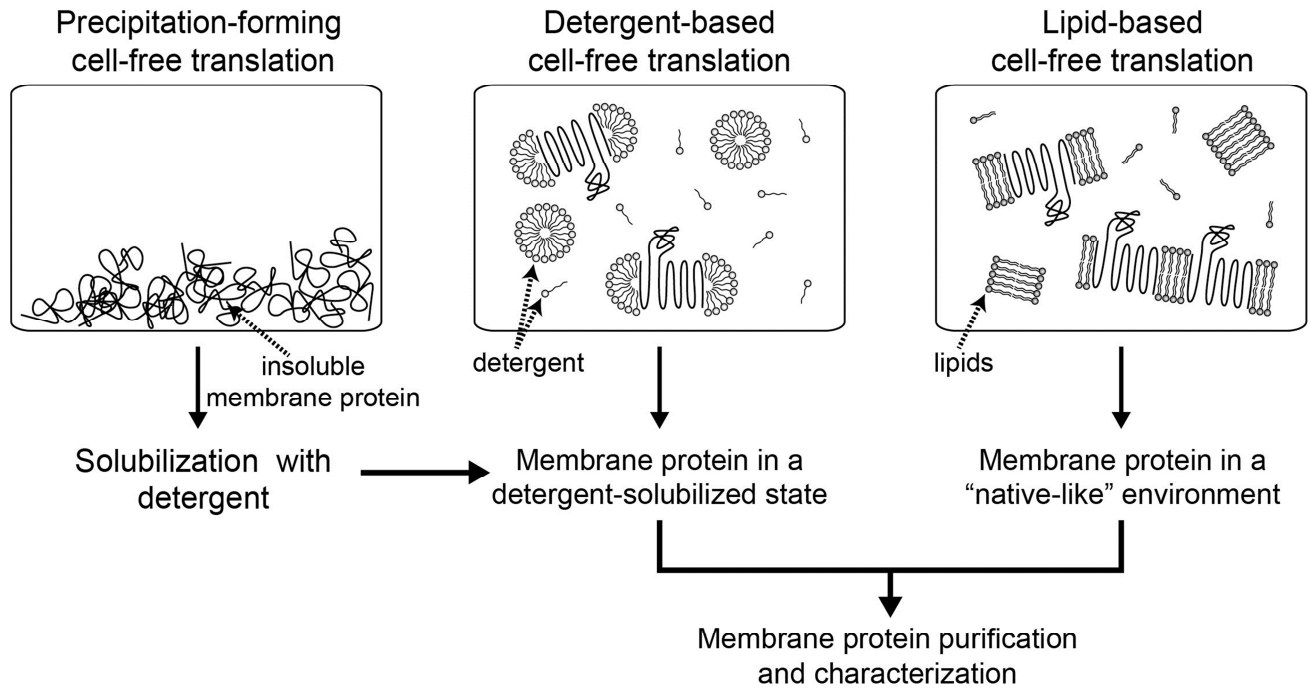 Precipitation-forming
cell-free translation
Detergent-based
cell-free translation
Lipid-based
cell-free translation
insoluble
membrane protein
detergent
lipids
Solubilization with
detergent
Membrane protein in a
detergent-solubilized state
Membrane protein in a
“native-like” environment
Membrane protein purification
and characterization